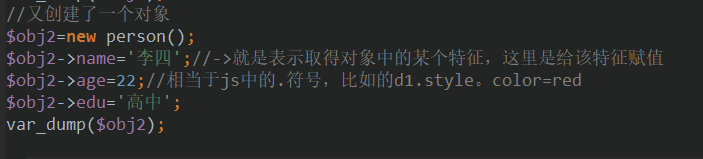 //又创建了一个对象
$obj2=new person();
$obj2->name='李四';//->就是表示取得对象中的某个特征，这里是给该特征赋值
$obj2->age=22;//相当于js中的.符号，比如的d1.style。color=red
$obj2->edu='高中';
var_dump($obj2);